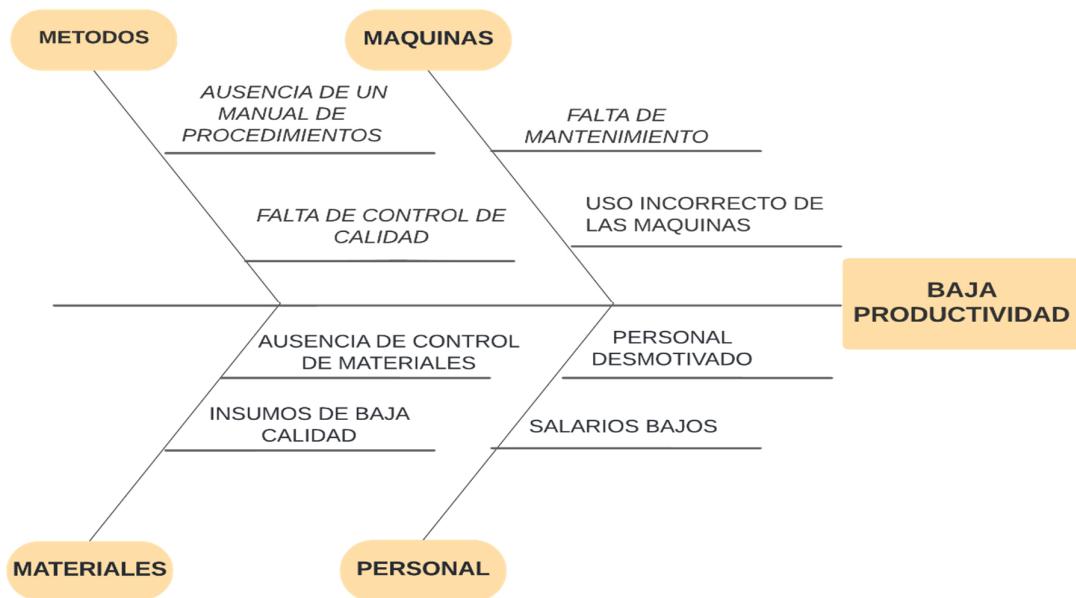 METODOS
MAQUINAS
AUSENCIA DE UN
MANUAL DE
PROCEDIMIENTOS
FALTA DE
MANTENIMIENTO
FALTA DE CONTROL DE
CALIDAD
USO INCORRECTO DE
LAS MAQUINAS
BAJA
PRODUCTIVIDAD
AUSENCIA DE CONTROL
DE MATERIALES
PERSONAL
DESMOTIVADO
INSUMOS DE BAJA
CALIDAD
SALARIOS BAJOS
MATERIALES
PERSONAL